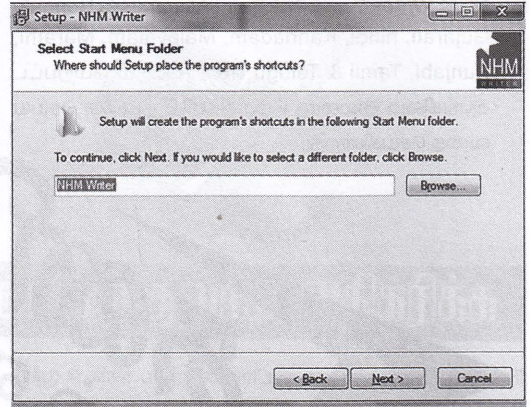 Setup - NHM Writer
Select Start Menu Folder
Where should Setup place the program's shortcuts?
NHM
WRITER
Setup will create the program's shortcuts in the following Start Menu folder.
To continue, click Next. If you would like to select a different folder, click Browse.
NHM Writer
Browse...
< Back
Next >
Cancel